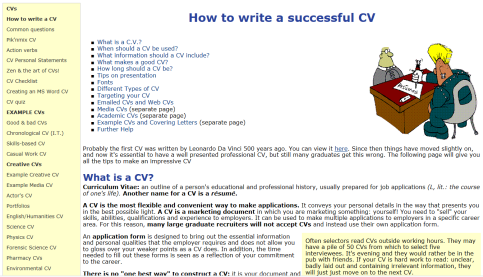 CVs
How to write a CV
Common questions
Pik'nimix CV
Action verbs
CV Personal Statements
Zen & the art of CVs!
CV Checklist
Creating an MS Word CV
CV quiz
EXAMPLE CVs
Good & bad CVs
Chronological CV (I.T.)
Skills-based CV
Casual Work CV
Creative CVs
Example Creative CV
Example Media CV
Actor's CV
Portfolios
English/Humanities CV
Science CV
Physics CV
Forensic Science CV
Pharmacy CVs
Environmental CV
How to write a successful CV
What is a C.V.?
When should a CV be used?
What information should a CV include?
What makes a good CV?
How long should a CV be?
Tips on presentation
Fonts
Different Types of CV
Targeting your CV
Emailed CVs and Web CVs
Media CVs (separate page)
Academic CVs (separate page)
Example CVs and Covering Letters (separate page)
Further Help
Probably the first CV was written by Leonardo Da Vinci 500 years ago. You can view it here. Since then things have moved slightly on,
and now it's essential to have a well presented professional CV, but still many graduates get this wrong. The following page will give you
all the tips to make an impressive CV
What is a CV?
Curriculum Vitae: an outline of a person's educational and professional history, usually prepared for job applications (L, lit.: the course
of one's life). Another name for a CV is a résumé.
A CV is the most flexible and convenient way to make applications. It conveys your personal details in the way that presents you
in the best possible light. A CV is a marketing document in which you are marketing something: yourself! You need to "sell" your
skills, abilities, qualifications and experience to employers. It can be used to make multiple applications to employers in a specific career
area. For this reason, many large graduate recruiters will not accept CVs and instead use their own application form.
An application form is designed to bring out the essential information
and personal qualities that the employer requires and does not allow you
to gloss over your weaker points as a CV does. In addition, the time
needed to fill out these forms is seen as a reflection of your commitment
to the career.
There is no "one best way" to construct a CV; it is your document and
Often selectors read CVs outside working hours. They may
have a pile of 50 CVs from which to select five
interviewees. It's evening and they would rather be in the
pub with friends. If your CV is hard work to read: unclear,
badly laid out and containing irrelevant information, they
will just just move on to the next CV.